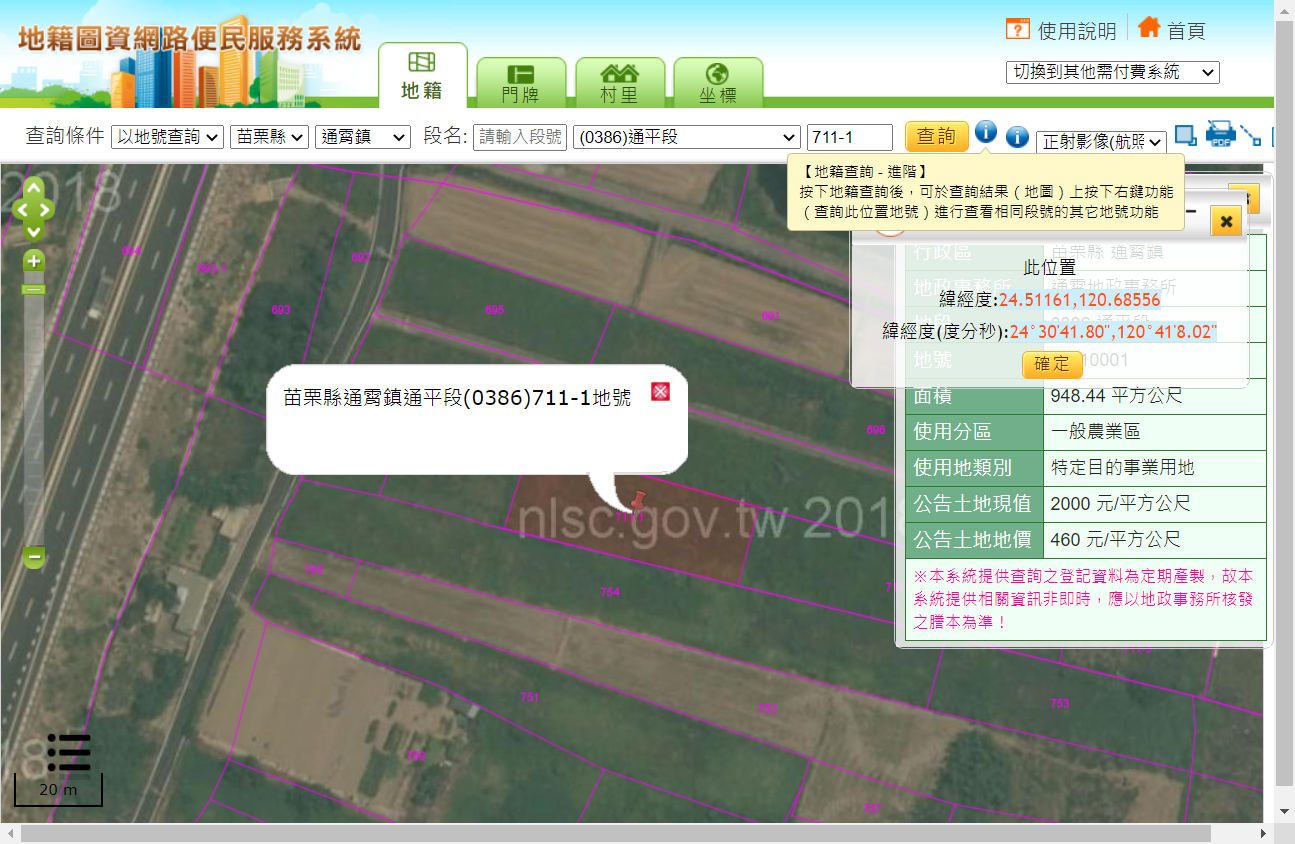 地籍圖資網路便民服務系統
使用說明
首頁
切換到其他需付費系統
地籍
門牌
村里
坐標
查詢條件 以地號查詢 苗栗縣 通霄鎮 段名: 請輸入段號 (0386)通平段 711-1 查詢 正射影像(航照
【地籍查詢 - 進階】
按下地籍查詢後，可於查詢結果（地圖）上按下右鍵功能
（查詢此位置地號）進行查看相同段號的其它地號功能
2018
694
693-1
692
693
695
691
696
行政區 苗栗縣 通霄鎮
此位置
地政事務所 通霄地政事務所
緯經度:24.51161,120.68556
地段 0386 通平段
緯經度(度分秒):24°30'41.80",120°41'8.02"
地號
確定
面積 948.44 平方公尺
使用分區 一般農業區
使用地類別 特定目的事業用地
公告土地現值 2000 元/平方公尺
公告土地地價 460 元/平方公尺
※本系統提供查詢之登記資料為定期產製，故本
系統提供相關資訊非即時，應以地政事務所核發
之謄本為準！
苗栗縣通霄鎮通平段(0386)711-1地號
nlsc.gov.tw 2018
755
754
751
752
753
757
20 m